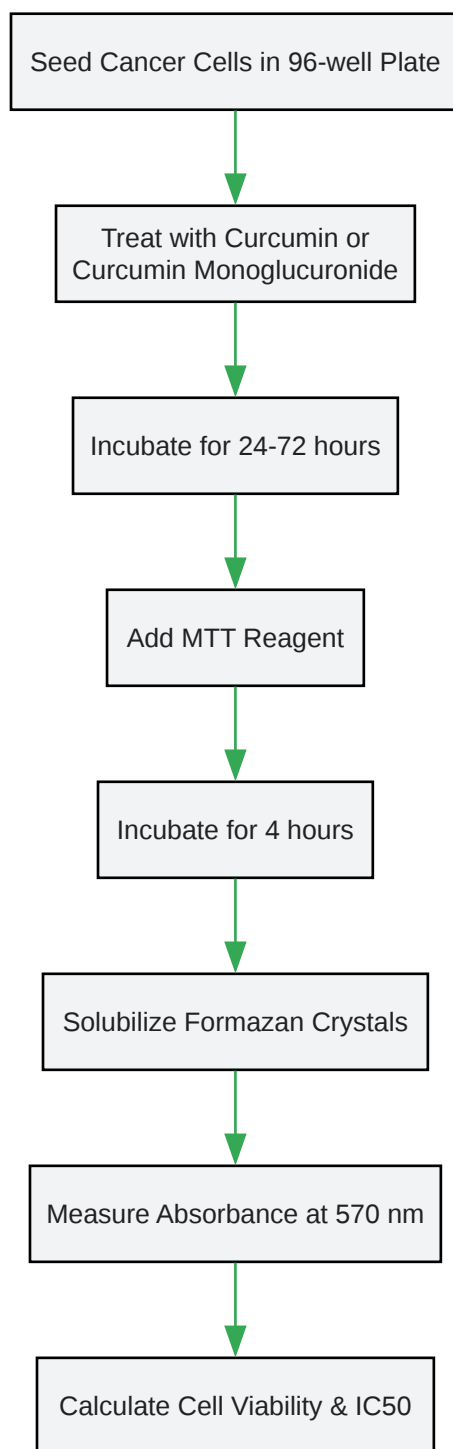 Seed Cancer Cells in 96-well Plate
Treat with Curcumin or
Curcumin Monoglucuronide
Incubate for 24-72 hours
Add MTT Reagent
Incubate for 4 hours
Solubilize Formazan Crystals
Measure Absorbance at 570 nm
Calculate Cell Viability & IC50